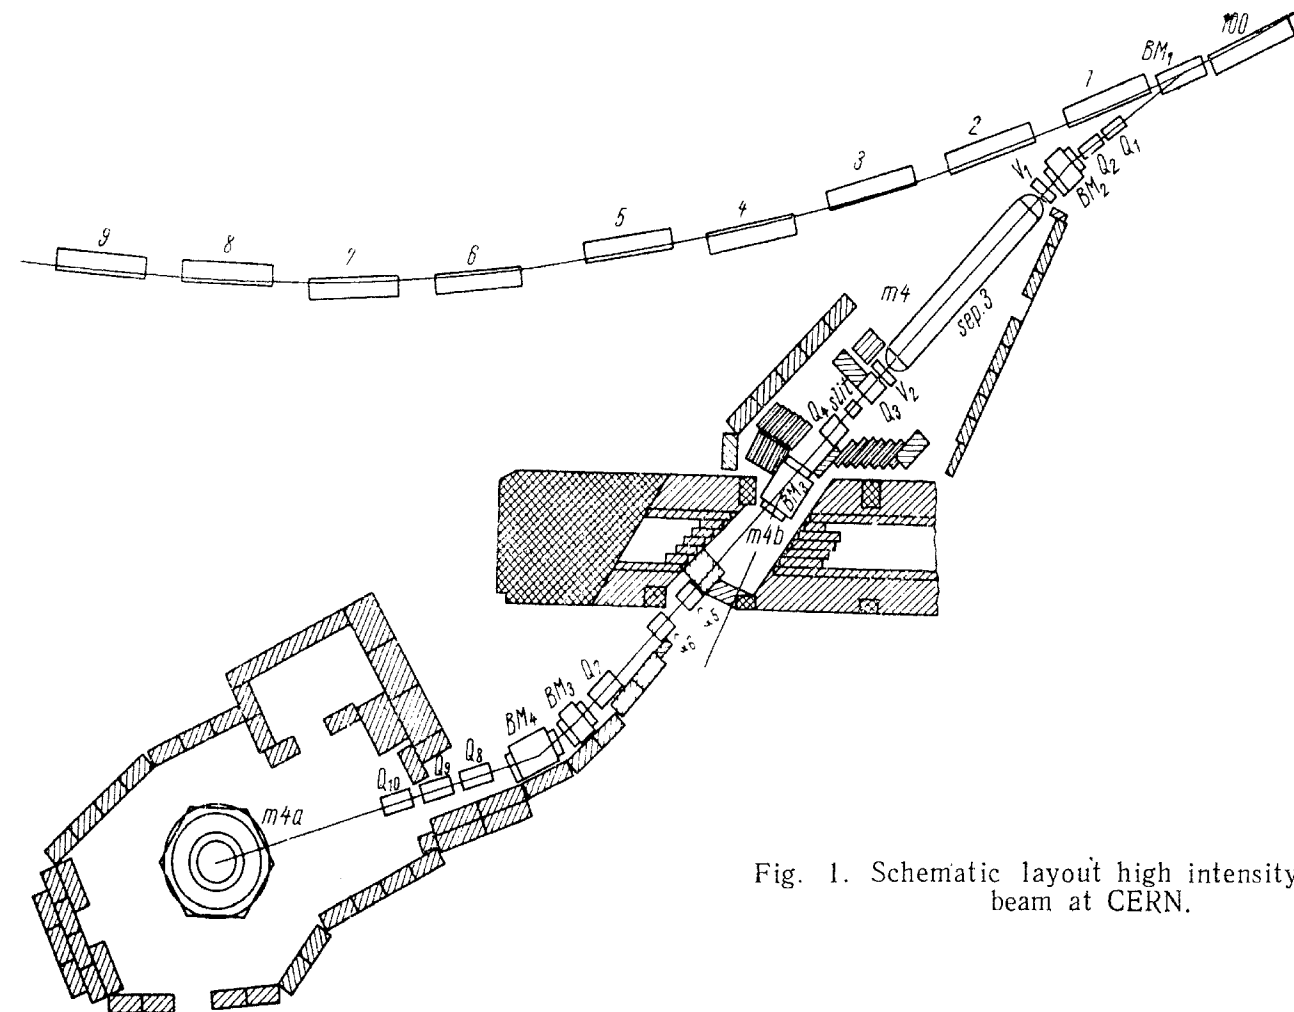 100
BM1
1
2
3
4
5
6
7
8
9
Q1
Q2
BM2
V1
sep.3
m4
V2
Q3
slit
Q4
BM3
m4b
Q7
BM3
BM4
Q8
Q9
Q10
m4a
Fig. 1. Schematic layout high intensity
beam at CERN.